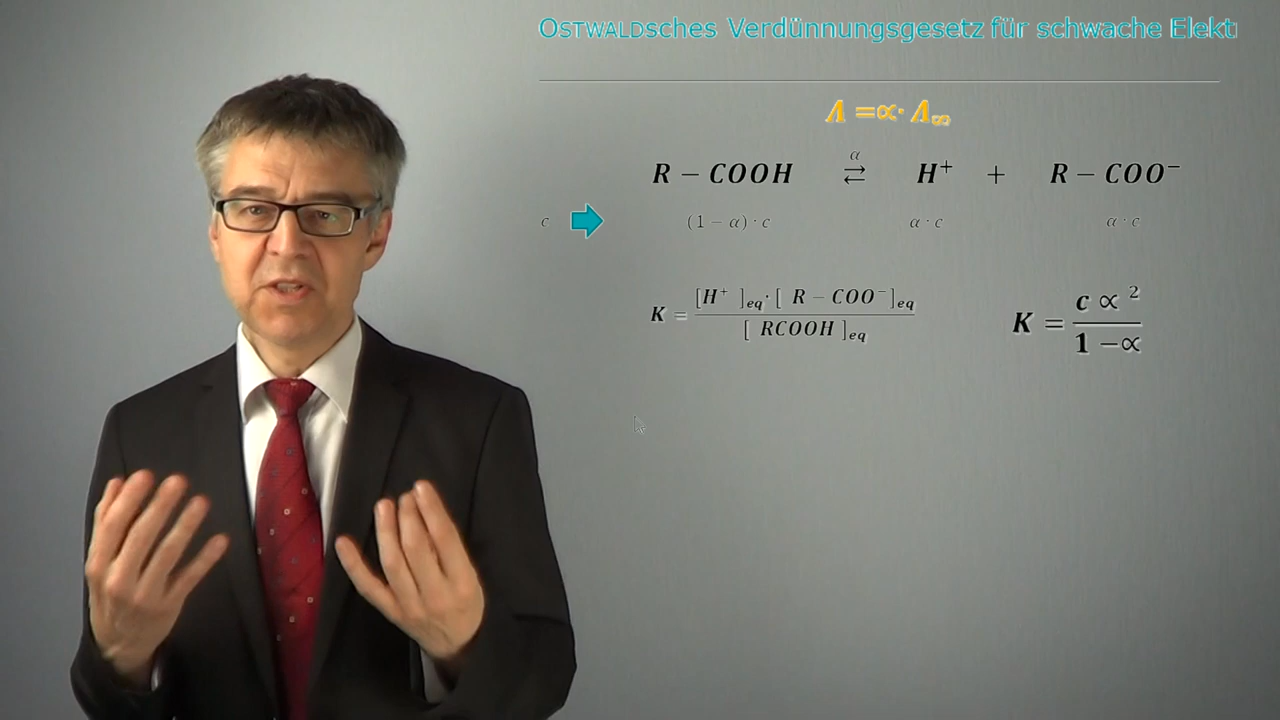 OSTWALDsches Verdünnungsgesetz für schwache
Λ =∝· Λ∞
α
R − COOH ⇄ H⁺ + R − COO⁻
c (1 − α) · c α · c α · c
K = [H⁺ ]eq· [ R − COO⁻]eq / [ RCOOH ]eq
K = c ∝ ² / 1 −∝